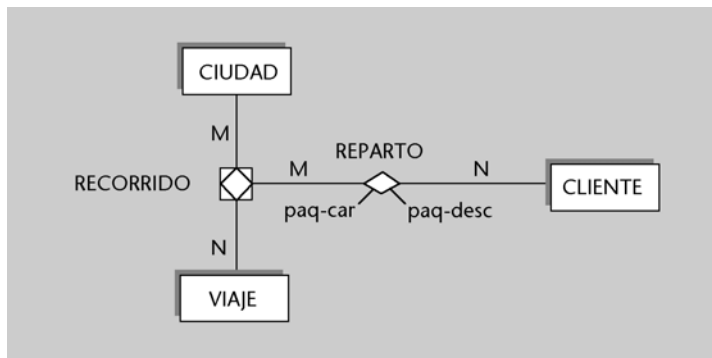 CIUDAD
M
REPARTO
RECORRIDO
M
N
CLIENTE
paq-car
paq-desc
N
VIAJE